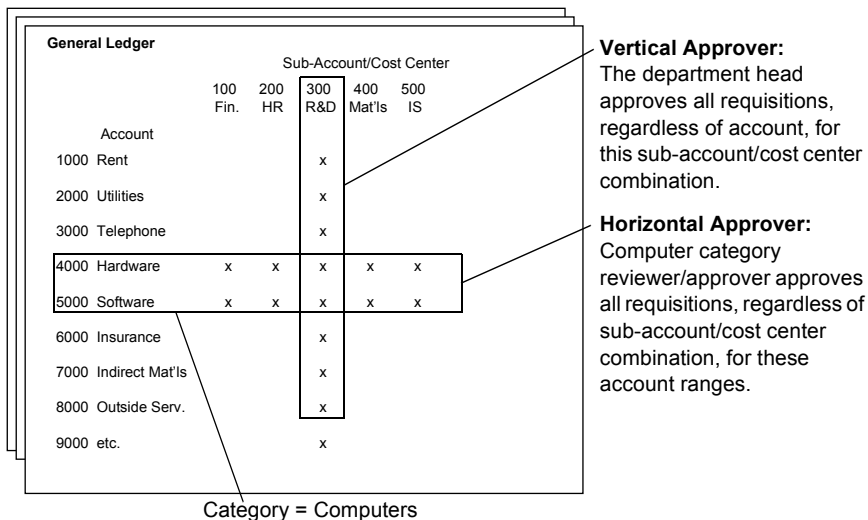 General Ledger
Sub-Account/Cost Center
100 200 300 400 500
Fin. HR R&D Mat'ls IS
Account
1000 Rent x
2000 Utilities x
3000 Telephone x
4000 Hardware x x x x x
5000 Software x x x x x
6000 Insurance x
7000 Indirect Mat'ls x
8000 Outside Serv. x
9000 etc. x
Category = Computers
Vertical Approver:
The department head
approves all requisitions,
regardless of account, for
this sub-account/cost center
combination.
Horizontal Approver:
Computer category
reviewer/approver approves
all requisitions, regardless of
sub-account/cost center
combination, for these
account ranges.